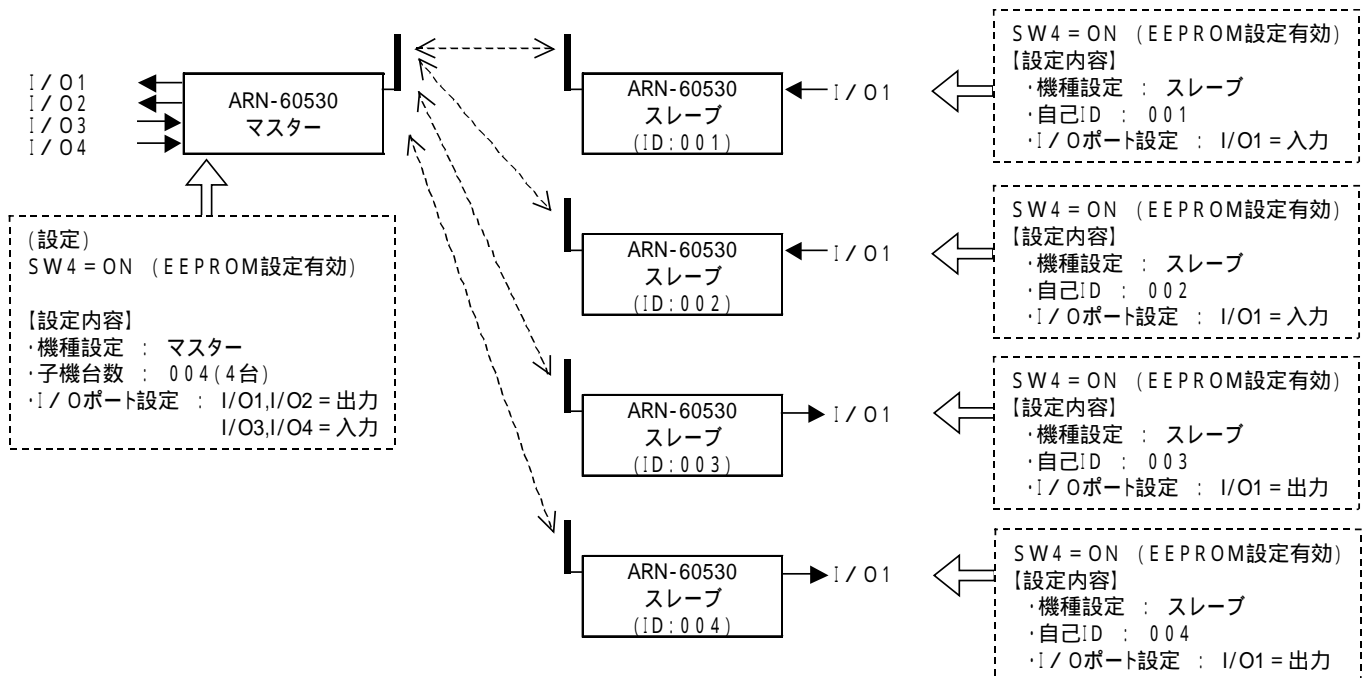 I/O1
I/O2
I/O3
I/O4
ARN-60530
マスター
(設定)
SW4=ON (EEPROM設定有効)
【設定内容】
・機種設定 : マスター
・子機台数 : 004(4台)
・I/Oポート設定 : I/O1,I/O2=出力
I/O3,I/O4=入力
ARN-60530
スレーブ
(ID:001)
I/O1
SW4=ON (EEPROM設定有効)
【設定内容】
・機種設定 : スレーブ
・自己ID : 001
・I/Oポート設定 : I/O1=入力
ARN-60530
スレーブ
(ID:002)
I/O1
SW4=ON (EEPROM設定有効)
【設定内容】
・機種設定 : スレーブ
・自己ID : 002
・I/Oポート設定 : I/O1=入力
ARN-60530
スレーブ
(ID:003)
I/O1
SW4=ON (EEPROM設定有効)
【設定内容】
・機種設定 : スレーブ
・自己ID : 003
・I/Oポート設定 : I/O1=出力
ARN-60530
スレーブ
(ID:004)
I/O1
SW4=ON (EEPROM設定有効)
【設定内容】
・機種設定 : スレーブ
・自己ID : 004
・I/Oポート設定 : I/O1=出力